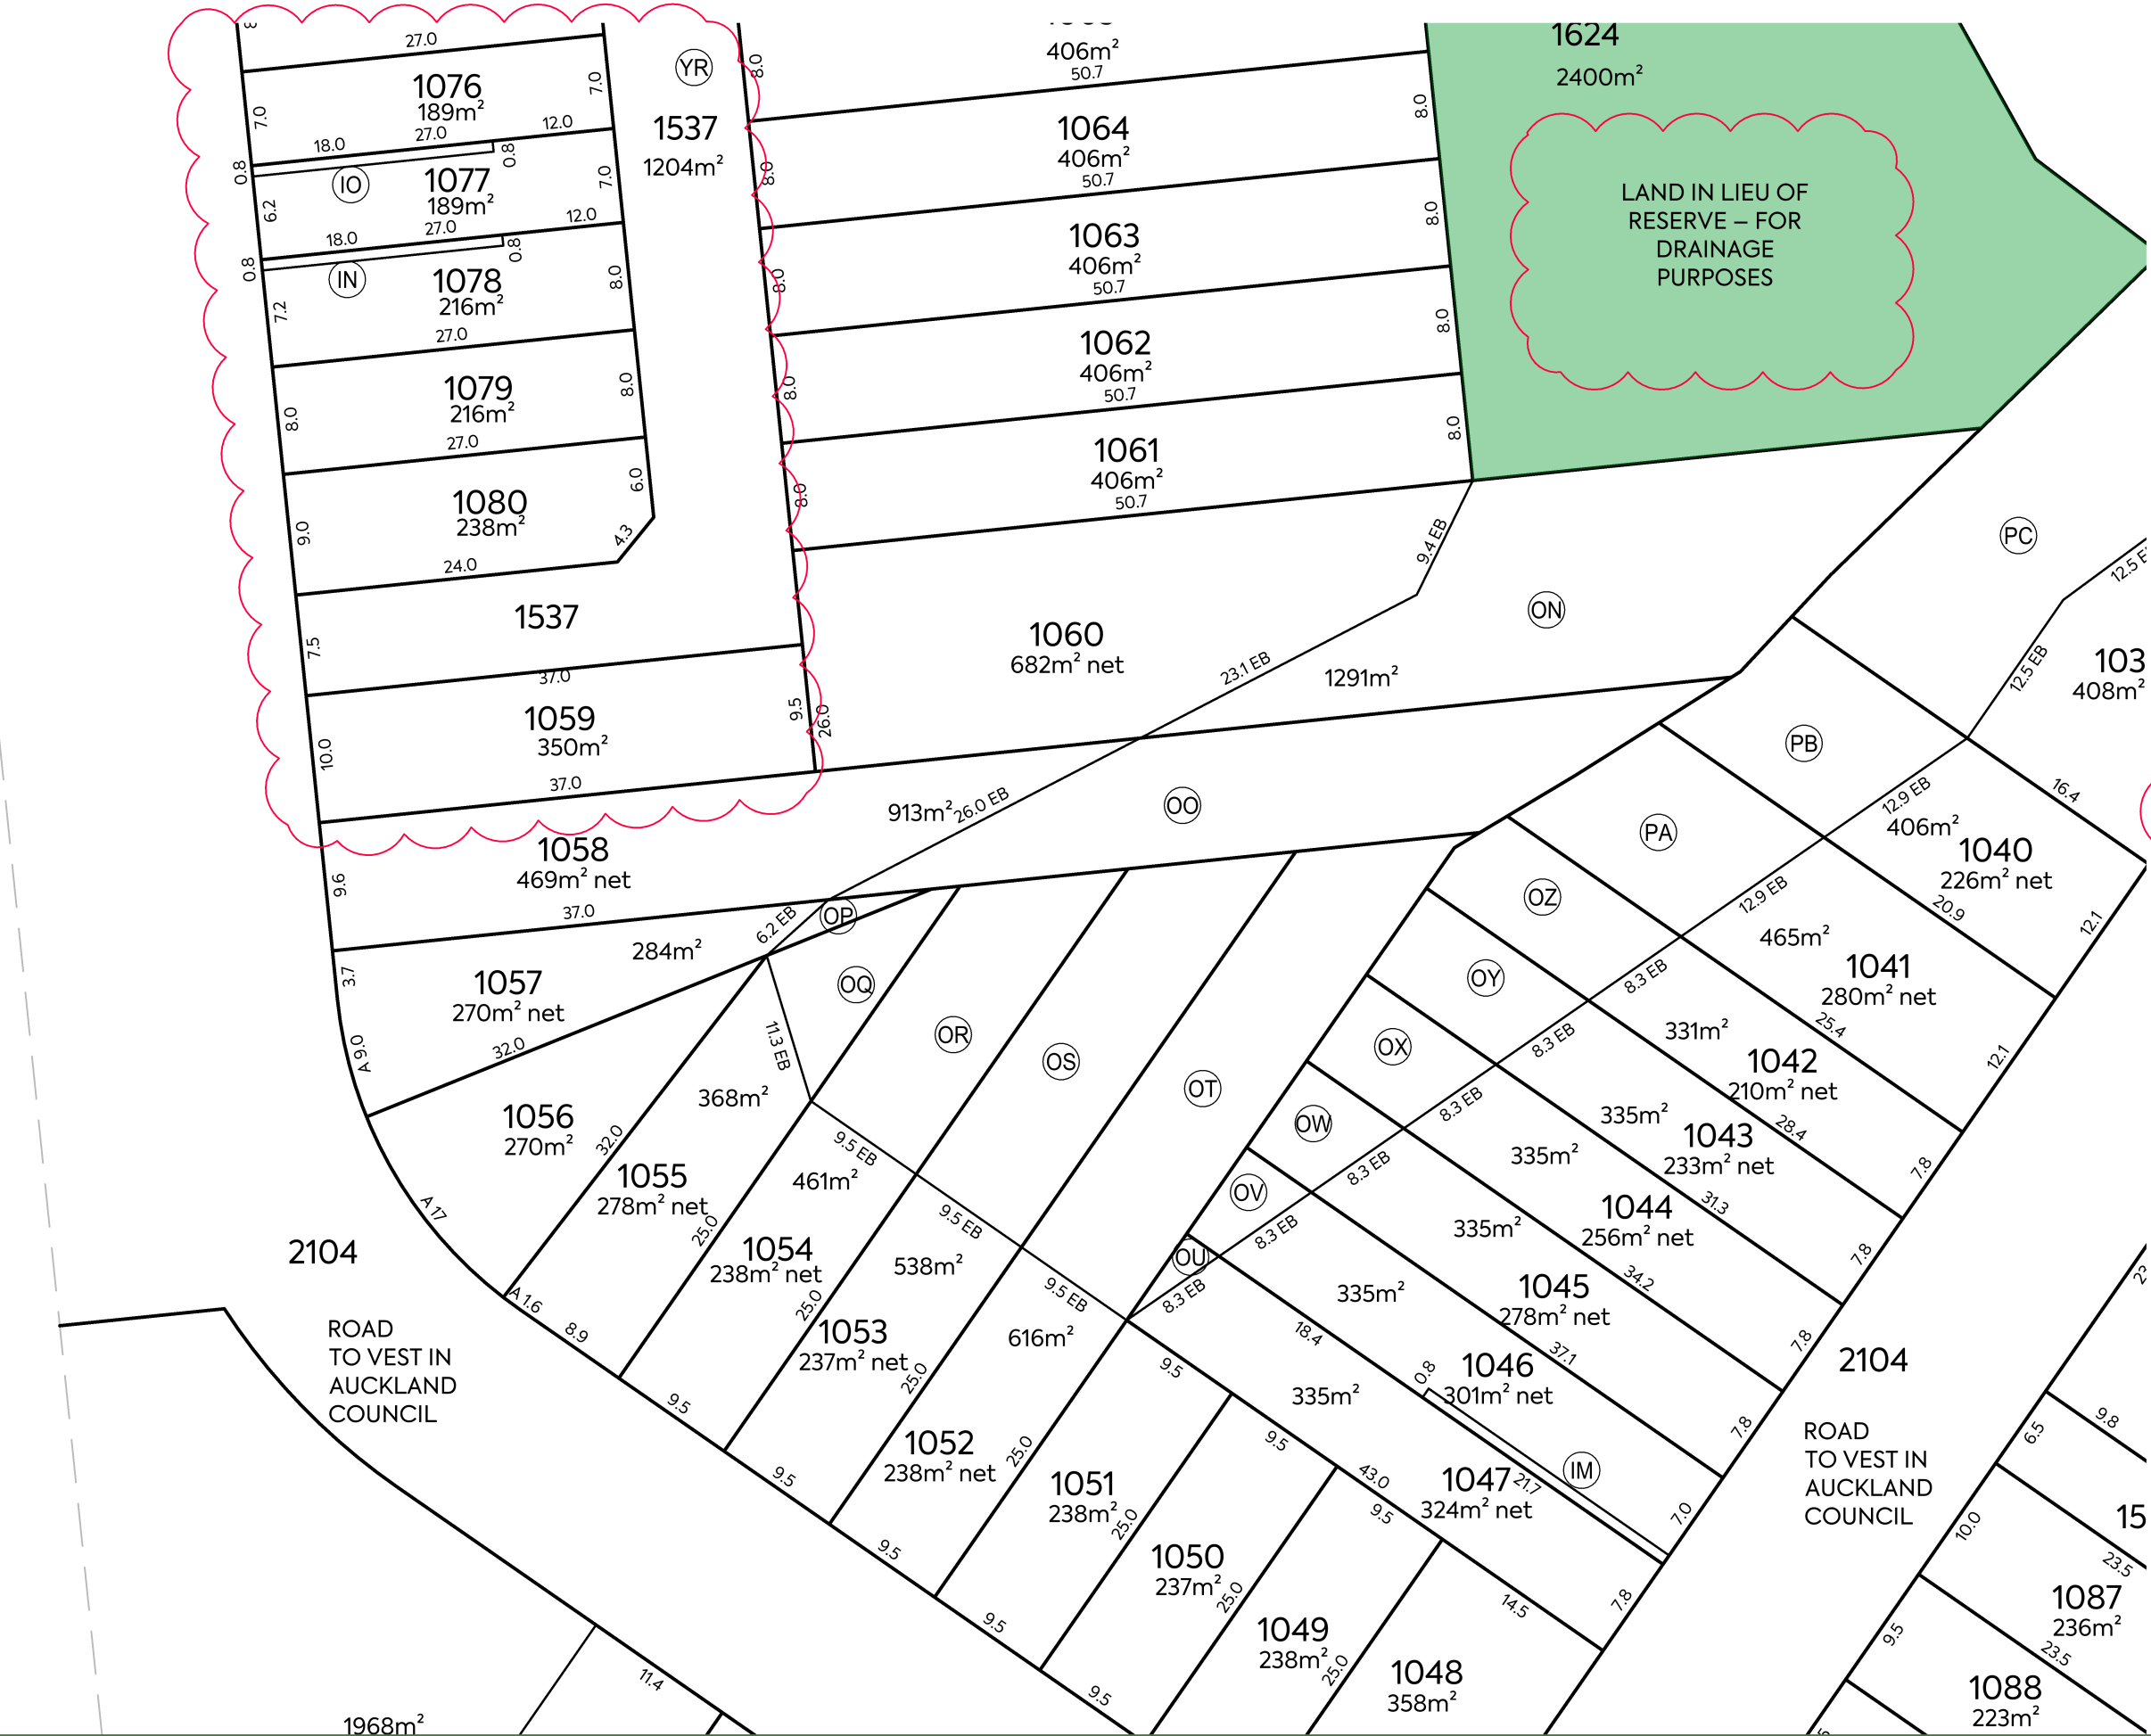 27.0
1076
189m²
7.0
7.0
18.0
27.0
12.0
0.8
0.8
IO
1077
189m²
6.2
7.0
18.0
27.0
12.0
0.8
0.8
IN
1078
216m²
7.2
8.0
27.0
1079
216m²
8.0
8.0
27.0
1080
238m²
9.0
6.0
4.3
24.0
1537
7.5
37.0
1059
350m²
10.0
9.5
26.0
37.0
YR
1537
1204m²
8.0
8.0
8.0
8.0
8.0
406m²
50.7
1064
406m²
50.7
8.0
1063
406m²
50.7
8.0
1062
406m²
50.7
8.0
1061
406m²
50.7
8.0
1624
2400m²
LAND IN LIEU OF
RESERVE – FOR
DRAINAGE
PURPOSES
9.4 EB
ON
PC
12.5 EB
1060
682m² net
23.1 EB
1291m²
103
408m²
PB
16.4
12.9 EB
406m²
1040
226m² net
12.1
20.9
913m²
26.0 EB
OO
1058
469m² net
9.6
37.0
PA
12.9 EB
465m²
1041
280m² net
12.1
25.4
6.2 EB
OP
284m²
1057
270m² net
3.7
A 9.0
32.0
OZ
8.3 EB
331m²
1042
210m² net
28.4
7.8
OQ
OR
OS
OT
11.3 EB
OY
8.3 EB
335m²
1043
233m² net
31.3
7.8
1056
270m²
A 17
32.0
368m²
1055
278m² net
25.0
A 1.6
8.9
OX
8.3 EB
335m²
1044
256m² net
34.2
7.8
9.5 EB
461m²
1054
238m² net
25.0
9.5
OW
8.3 EB
335m²
1045
278m² net
37.1
7.8
9.5 EB
538m²
1053
237m² net
25.0
9.5
OV
8.3 EB
335m²
1046
301m² net
0.8
18.4
21.7
IM
7.0
9.5 EB
616m²
1052
238m² net
25.0
9.5
OU
8.3 EB
335m²
1047
324m² net
43.0
7.8
9.5
1051
238m²
25.0
9.5
9.5
1050
237m²
25.0
9.5
9.5
1049
238m²
25.0
14.5
1048
358m²
2104
ROAD
TO VEST IN
AUCKLAND
COUNCIL
2104
ROAD
TO VEST IN
AUCKLAND
COUNCIL
9.8
6.5
15
10.0
23.5
1087
236m²
9.5
23.5
1088
223m²
11.4
1968m²